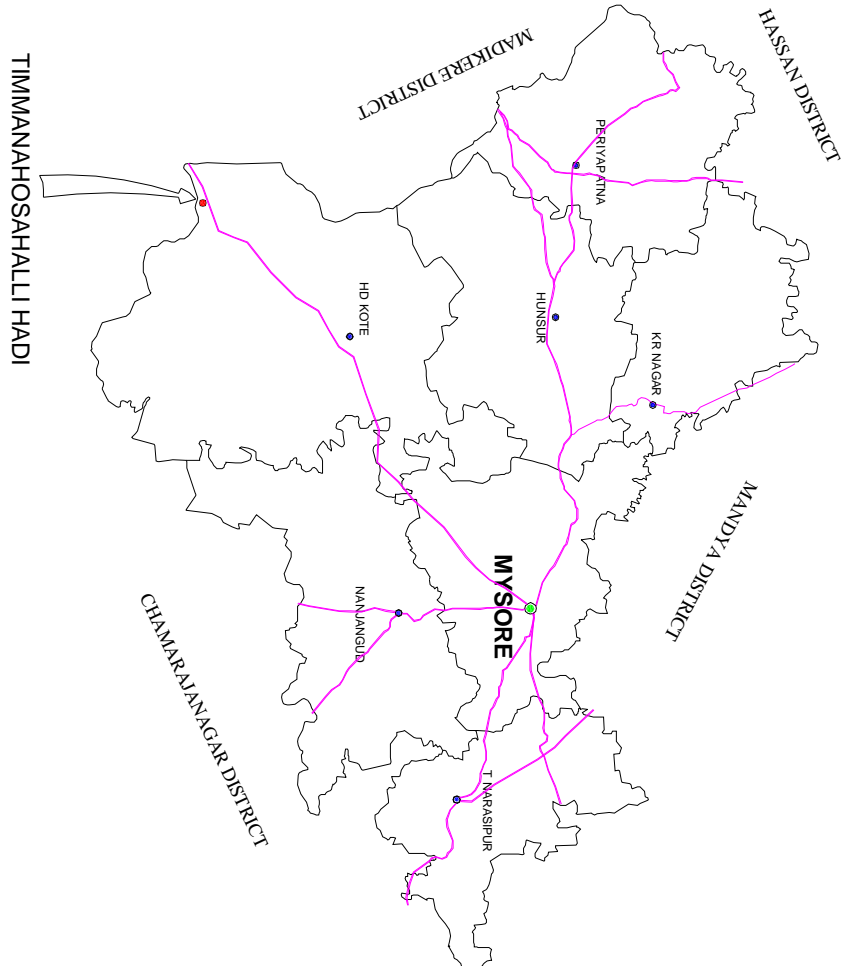 HASSAN DISTRICT
MADIKERE DISTRICT
PERIYAPATNA
TIMMANAHOSAHALLI HADI
HD KOTE
HUNSUR
KR NAGAR
MANDYA DISTRICT
MYSORE
NANJANGUD
CHAMARAJANAGAR DISTRICT
T NARASIPUR